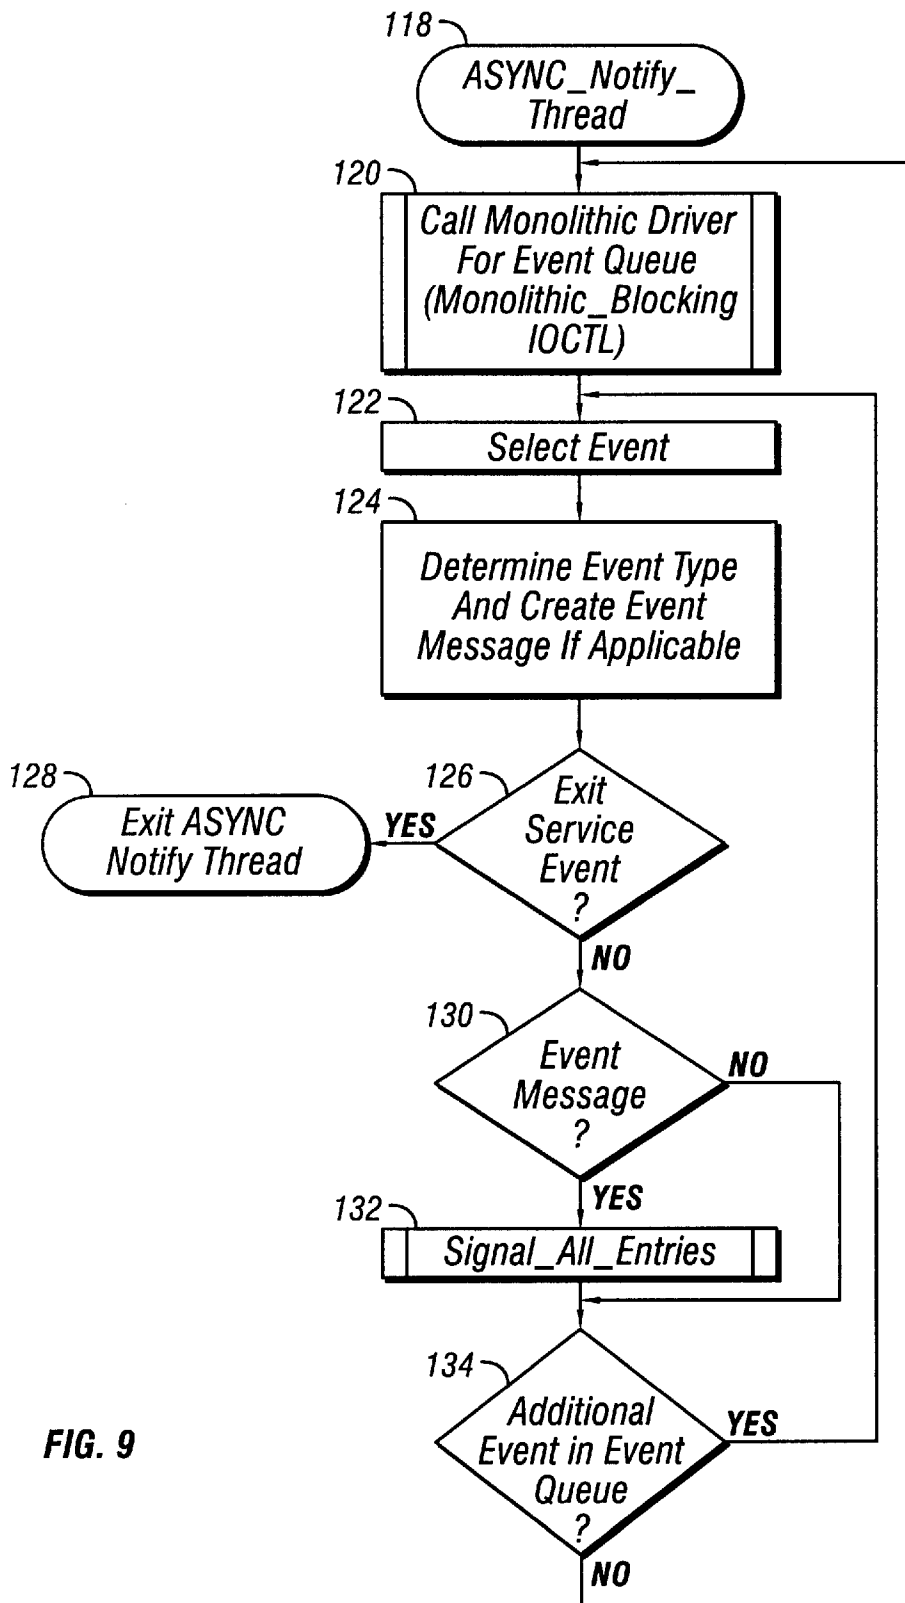 118
ASYNC_Notify_
Thread
120
Call Monolithic Driver
For Event Queue
(Monolithic_Blocking
IOCTL)
122
Select Event
124
Determine Event Type
And Create Event
Message If Applicable
126
Exit
Service
Event
?
YES
128
Exit ASYNC
Notify Thread
NO
130
Event
Message
?
NO
YES
132
Signal_All_Entries
134
Additional
Event in Event
Queue
?
YES
NO
FIG. 9